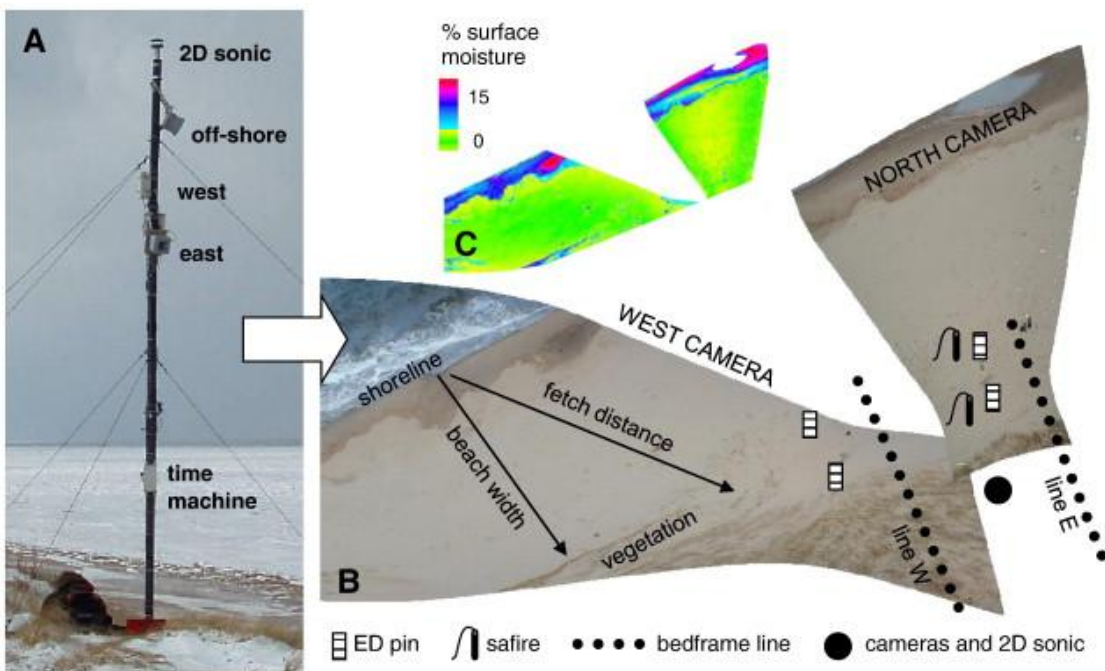 A
2D sonic
off-shore
west
east
time
machine
% surface
moisture
15
0
C
NORTH CAMERA
WEST CAMERA
shoreline
fetch distance
beach width
vegetation
line W
line E
B
ED pin
safire
bedframe line
cameras and 2D sonic